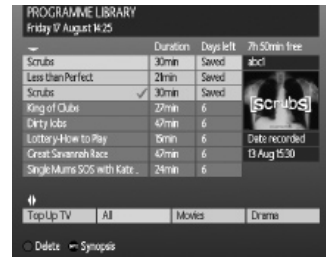 PROGRAMME LIBRARY
Friday 17 August 14:25
Duration Days left 7h 50min free
Scrubs 30min Saved abc1
Less than Perfect 21min Saved
Scrubs 30min Saved
King of Clubs 27min 6
[scrubs]
Dirty Jobs 47min 6
Lottery-How to Play 15min 6 Date recorded
Great Savannah Race 47min 6 13 Aug 15:30
Single Mums SOS with Kate.. 24min 6
Top Up TV All Movies Drama
Delete Synopsis